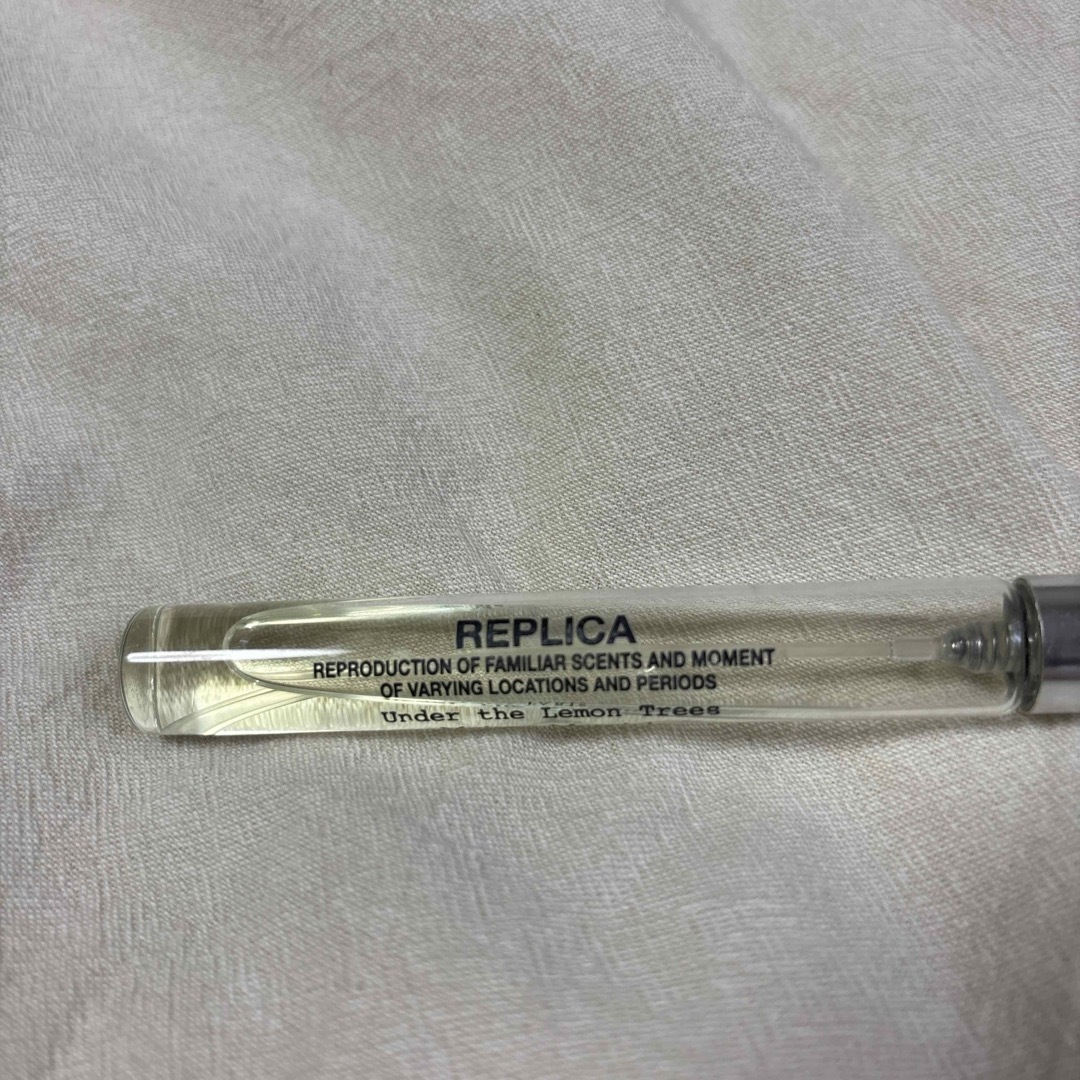 REPLICA
REPRODUCTION OF FAMILIAR SCENTS AND MOMENT
OF VARYING LOCATIONS AND PERIODS
Under the Lemon Trees